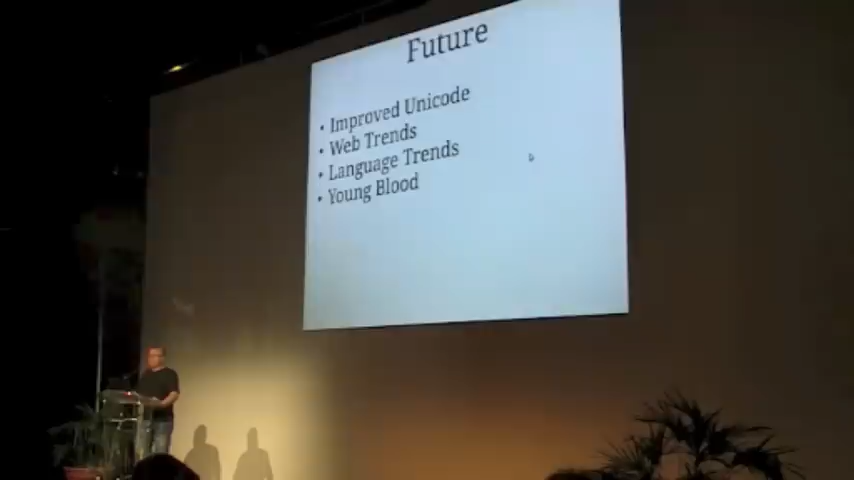 Future
• Improved Unicode
• Web Trends
• Language Trends
• Young Blood